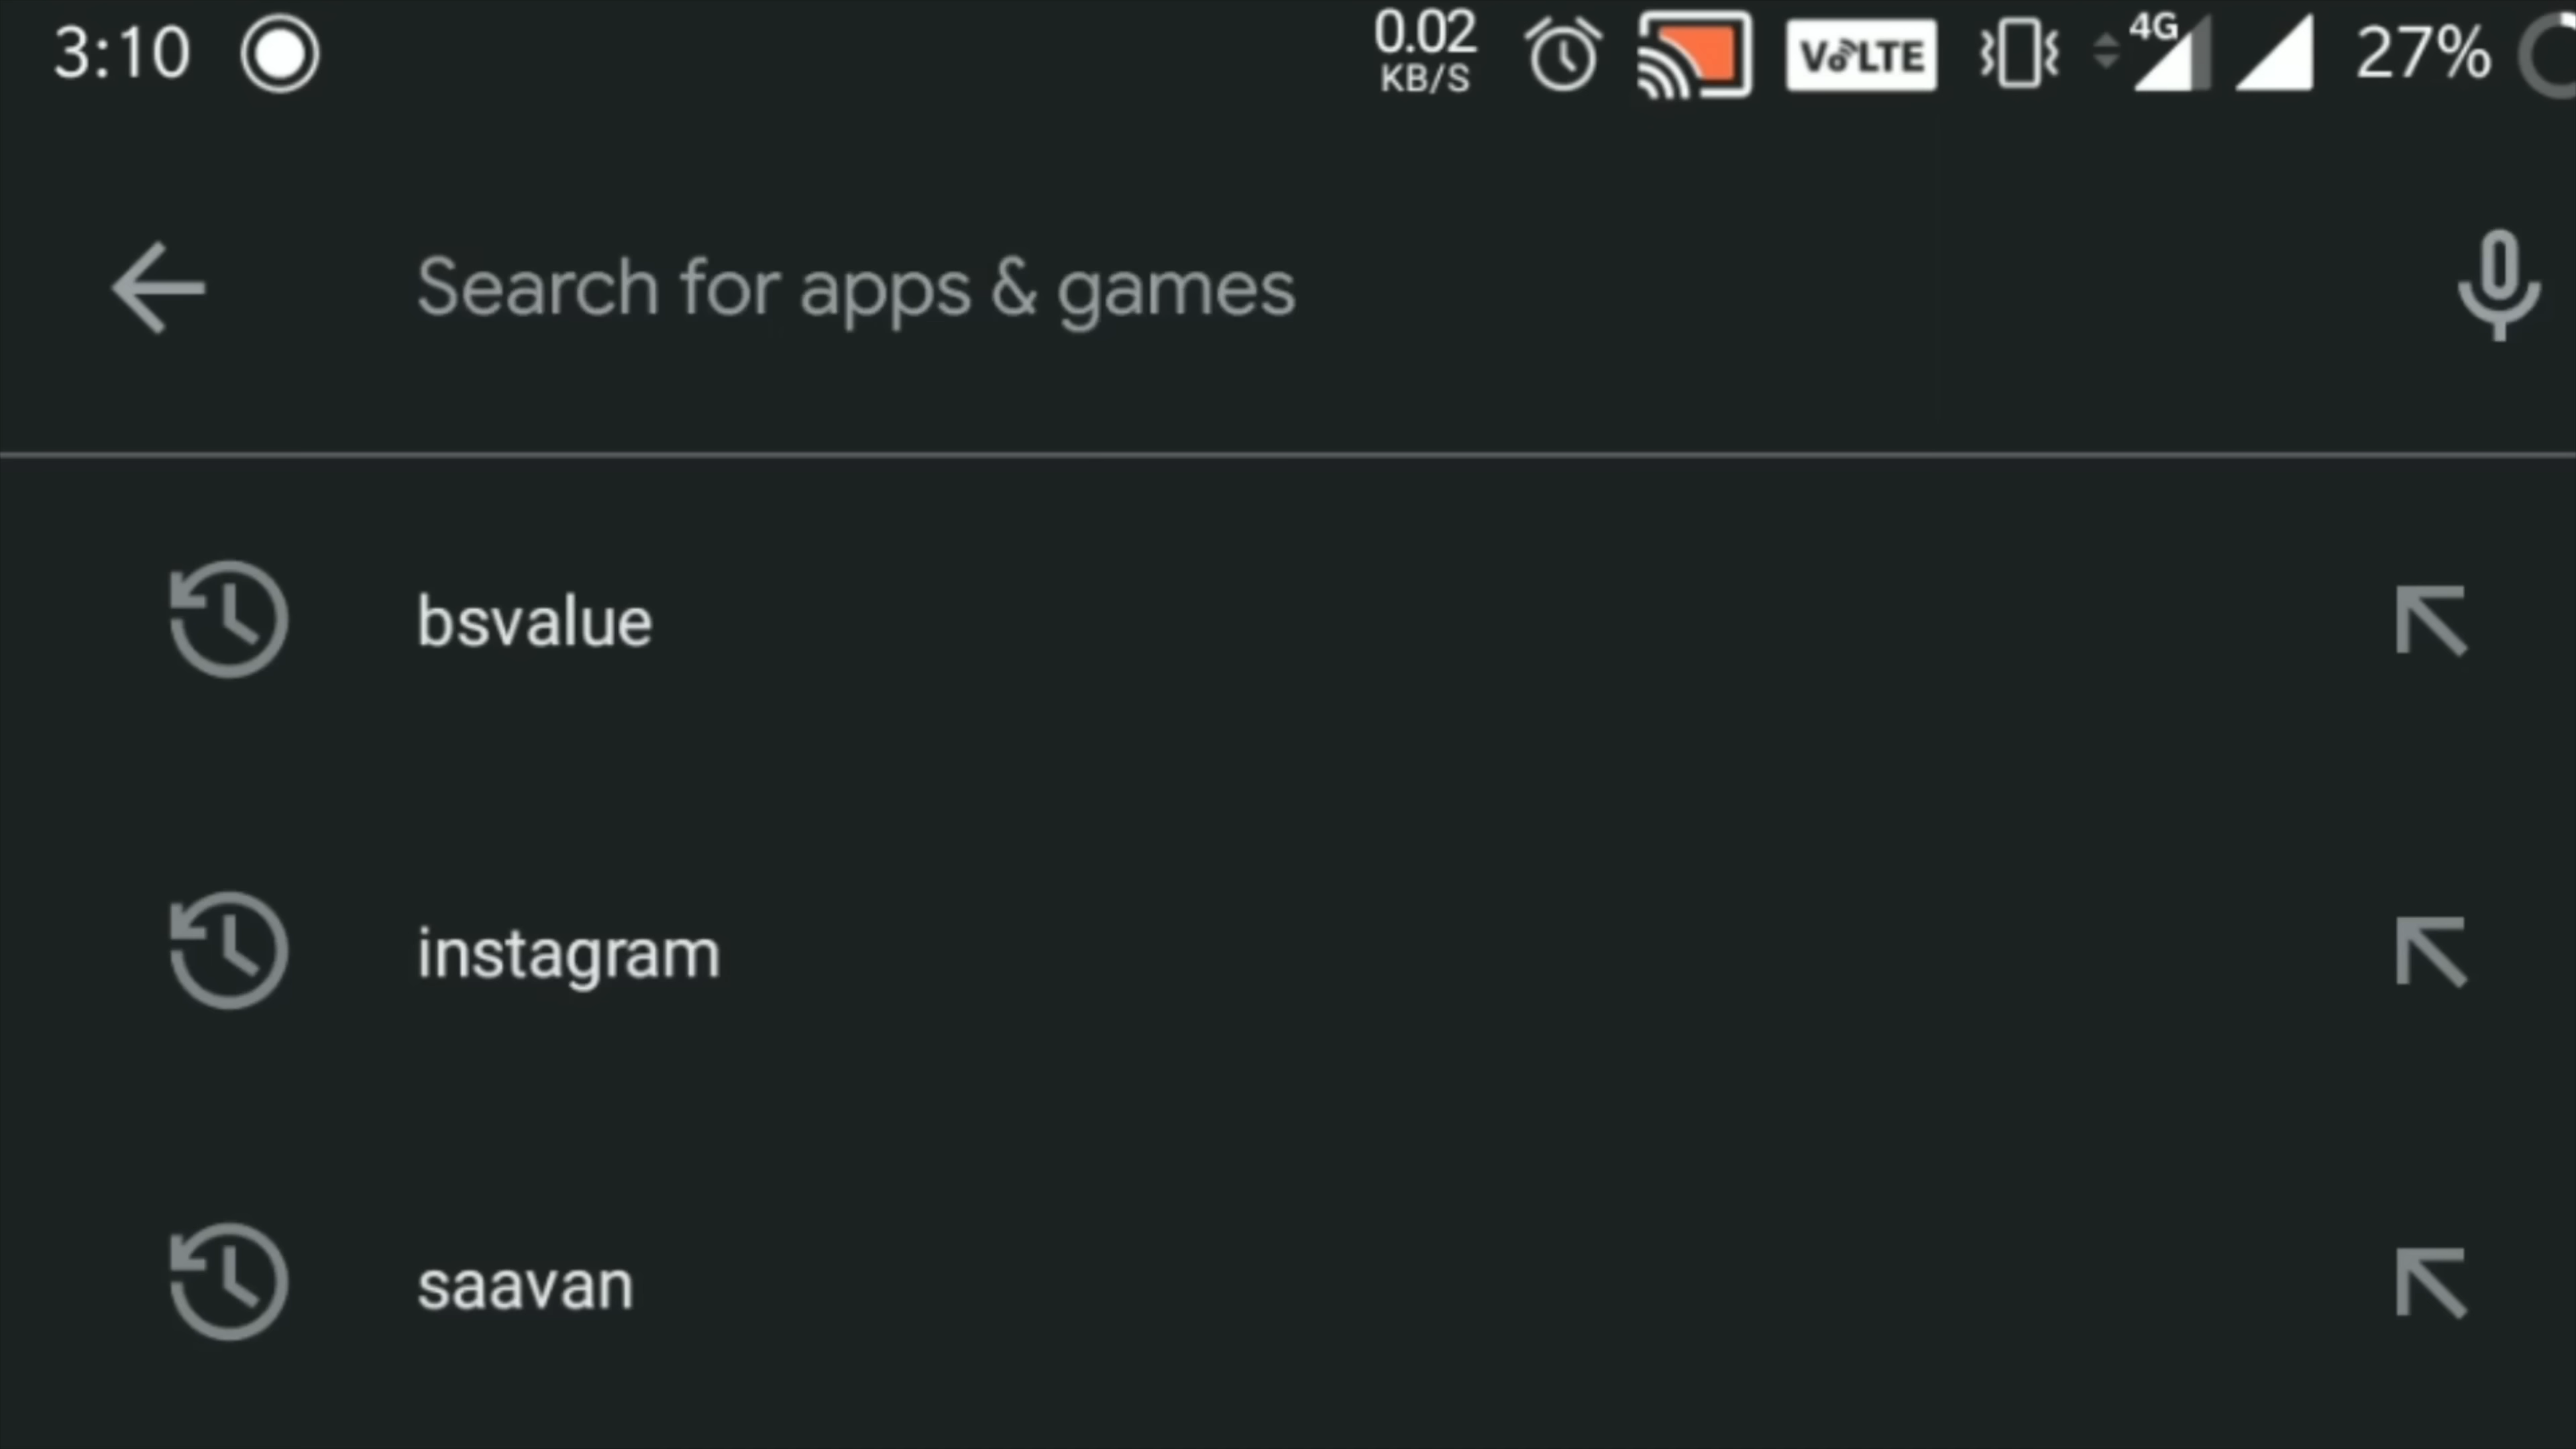 3:10 0.02 KB/S VoLTE 4G 27%
Search for apps & games
bsvalue
instagram
saavan